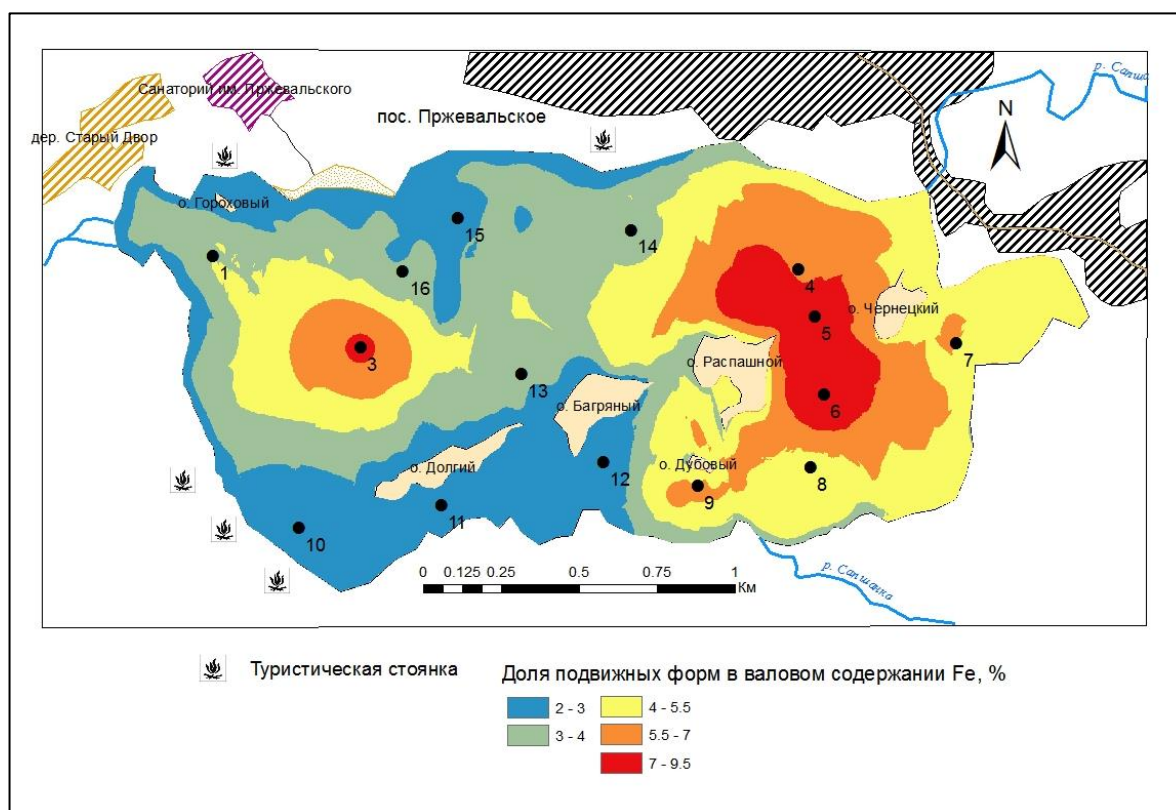 р. Сапша
Санаторий им. Пржевальского
пос. Пржевальское
N
дер. Старый Двор
о. Гороховый
15
14
1
16
4
о. Чернецкий
5
7
3
о. Распашной
13
6
о. Багряный
о. Дубовый
о. Долгий
12
8
9
11
10
0 0.125 0.25 0.5 0.75 1
Км
р. Сапшанка
Туристическая стоянка
Доля подвижных форм в валовом содержании Fe, %
2 - 3
4 - 5.5
3 - 4
5.5 - 7
7 - 9.5